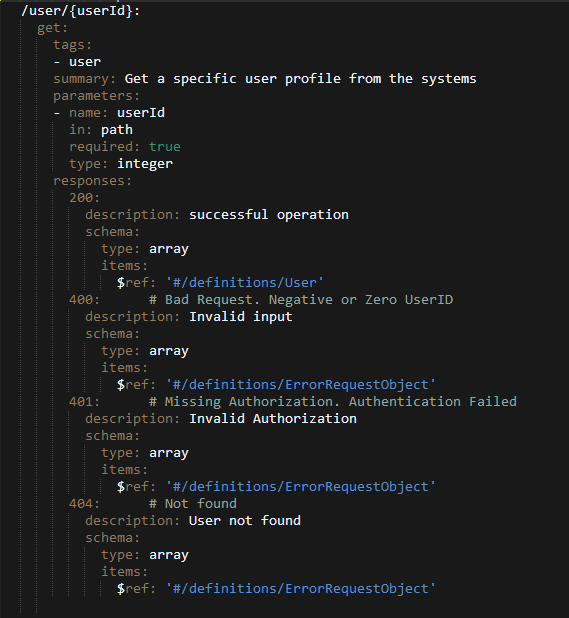 /user/{userId}:
get:
tags:
- user
summary: Get a specific user profile from the systems
parameters:
- name: userId
in: path
required: true
type: integer
responses:
200:
description: successful operation
schema:
type: array
items:
$ref: '#/definitions/User'
400: # Bad Request. Negative or Zero UserID
description: Invalid input
schema:
type: array
items:
$ref: '#/definitions/ErrorRequestObject'
401: # Missing Authorization. Authentication Failed
description: Invalid Authorization
schema:
type: array
items:
$ref: '#/definitions/ErrorRequestObject'
404: # Not found
description: User not found
schema:
type: array
items:
$ref: '#/definitions/ErrorRequestObject'